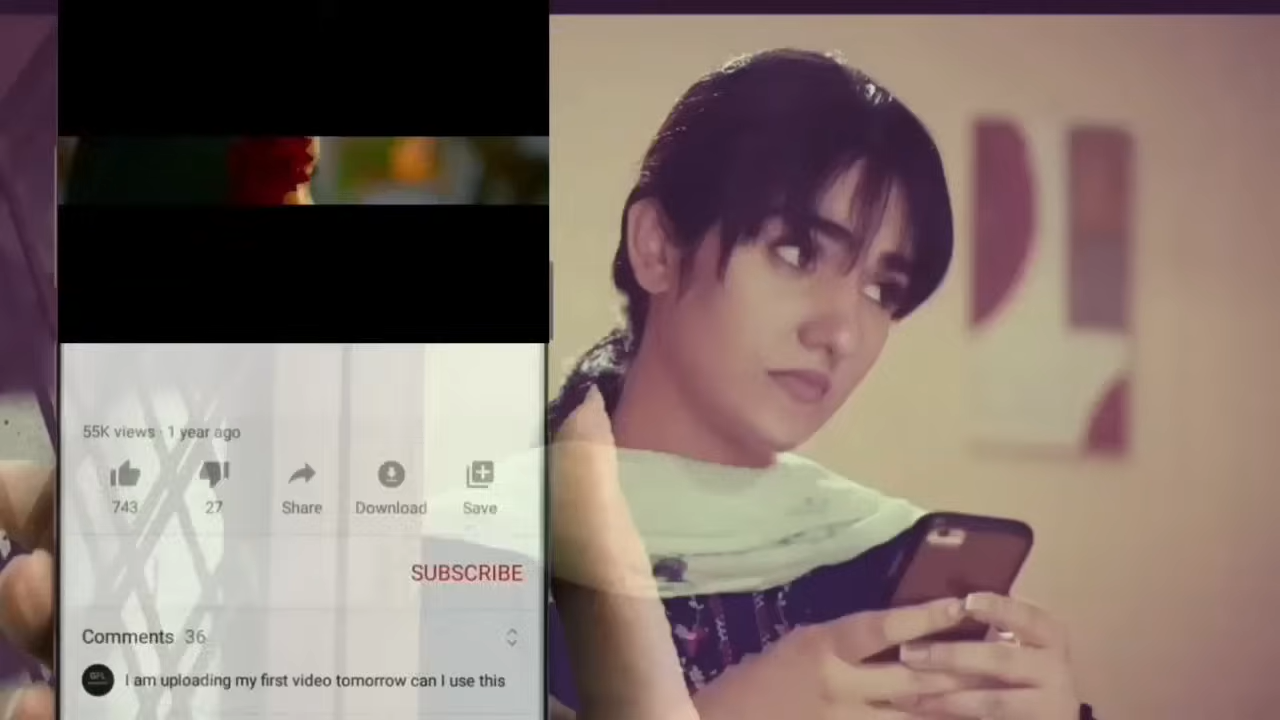 55K views · 1 year ago
743 27 Share Download Save
SUBSCRIBE
Comments 36
GFL
I am uploading my first video tomorrow can I use this